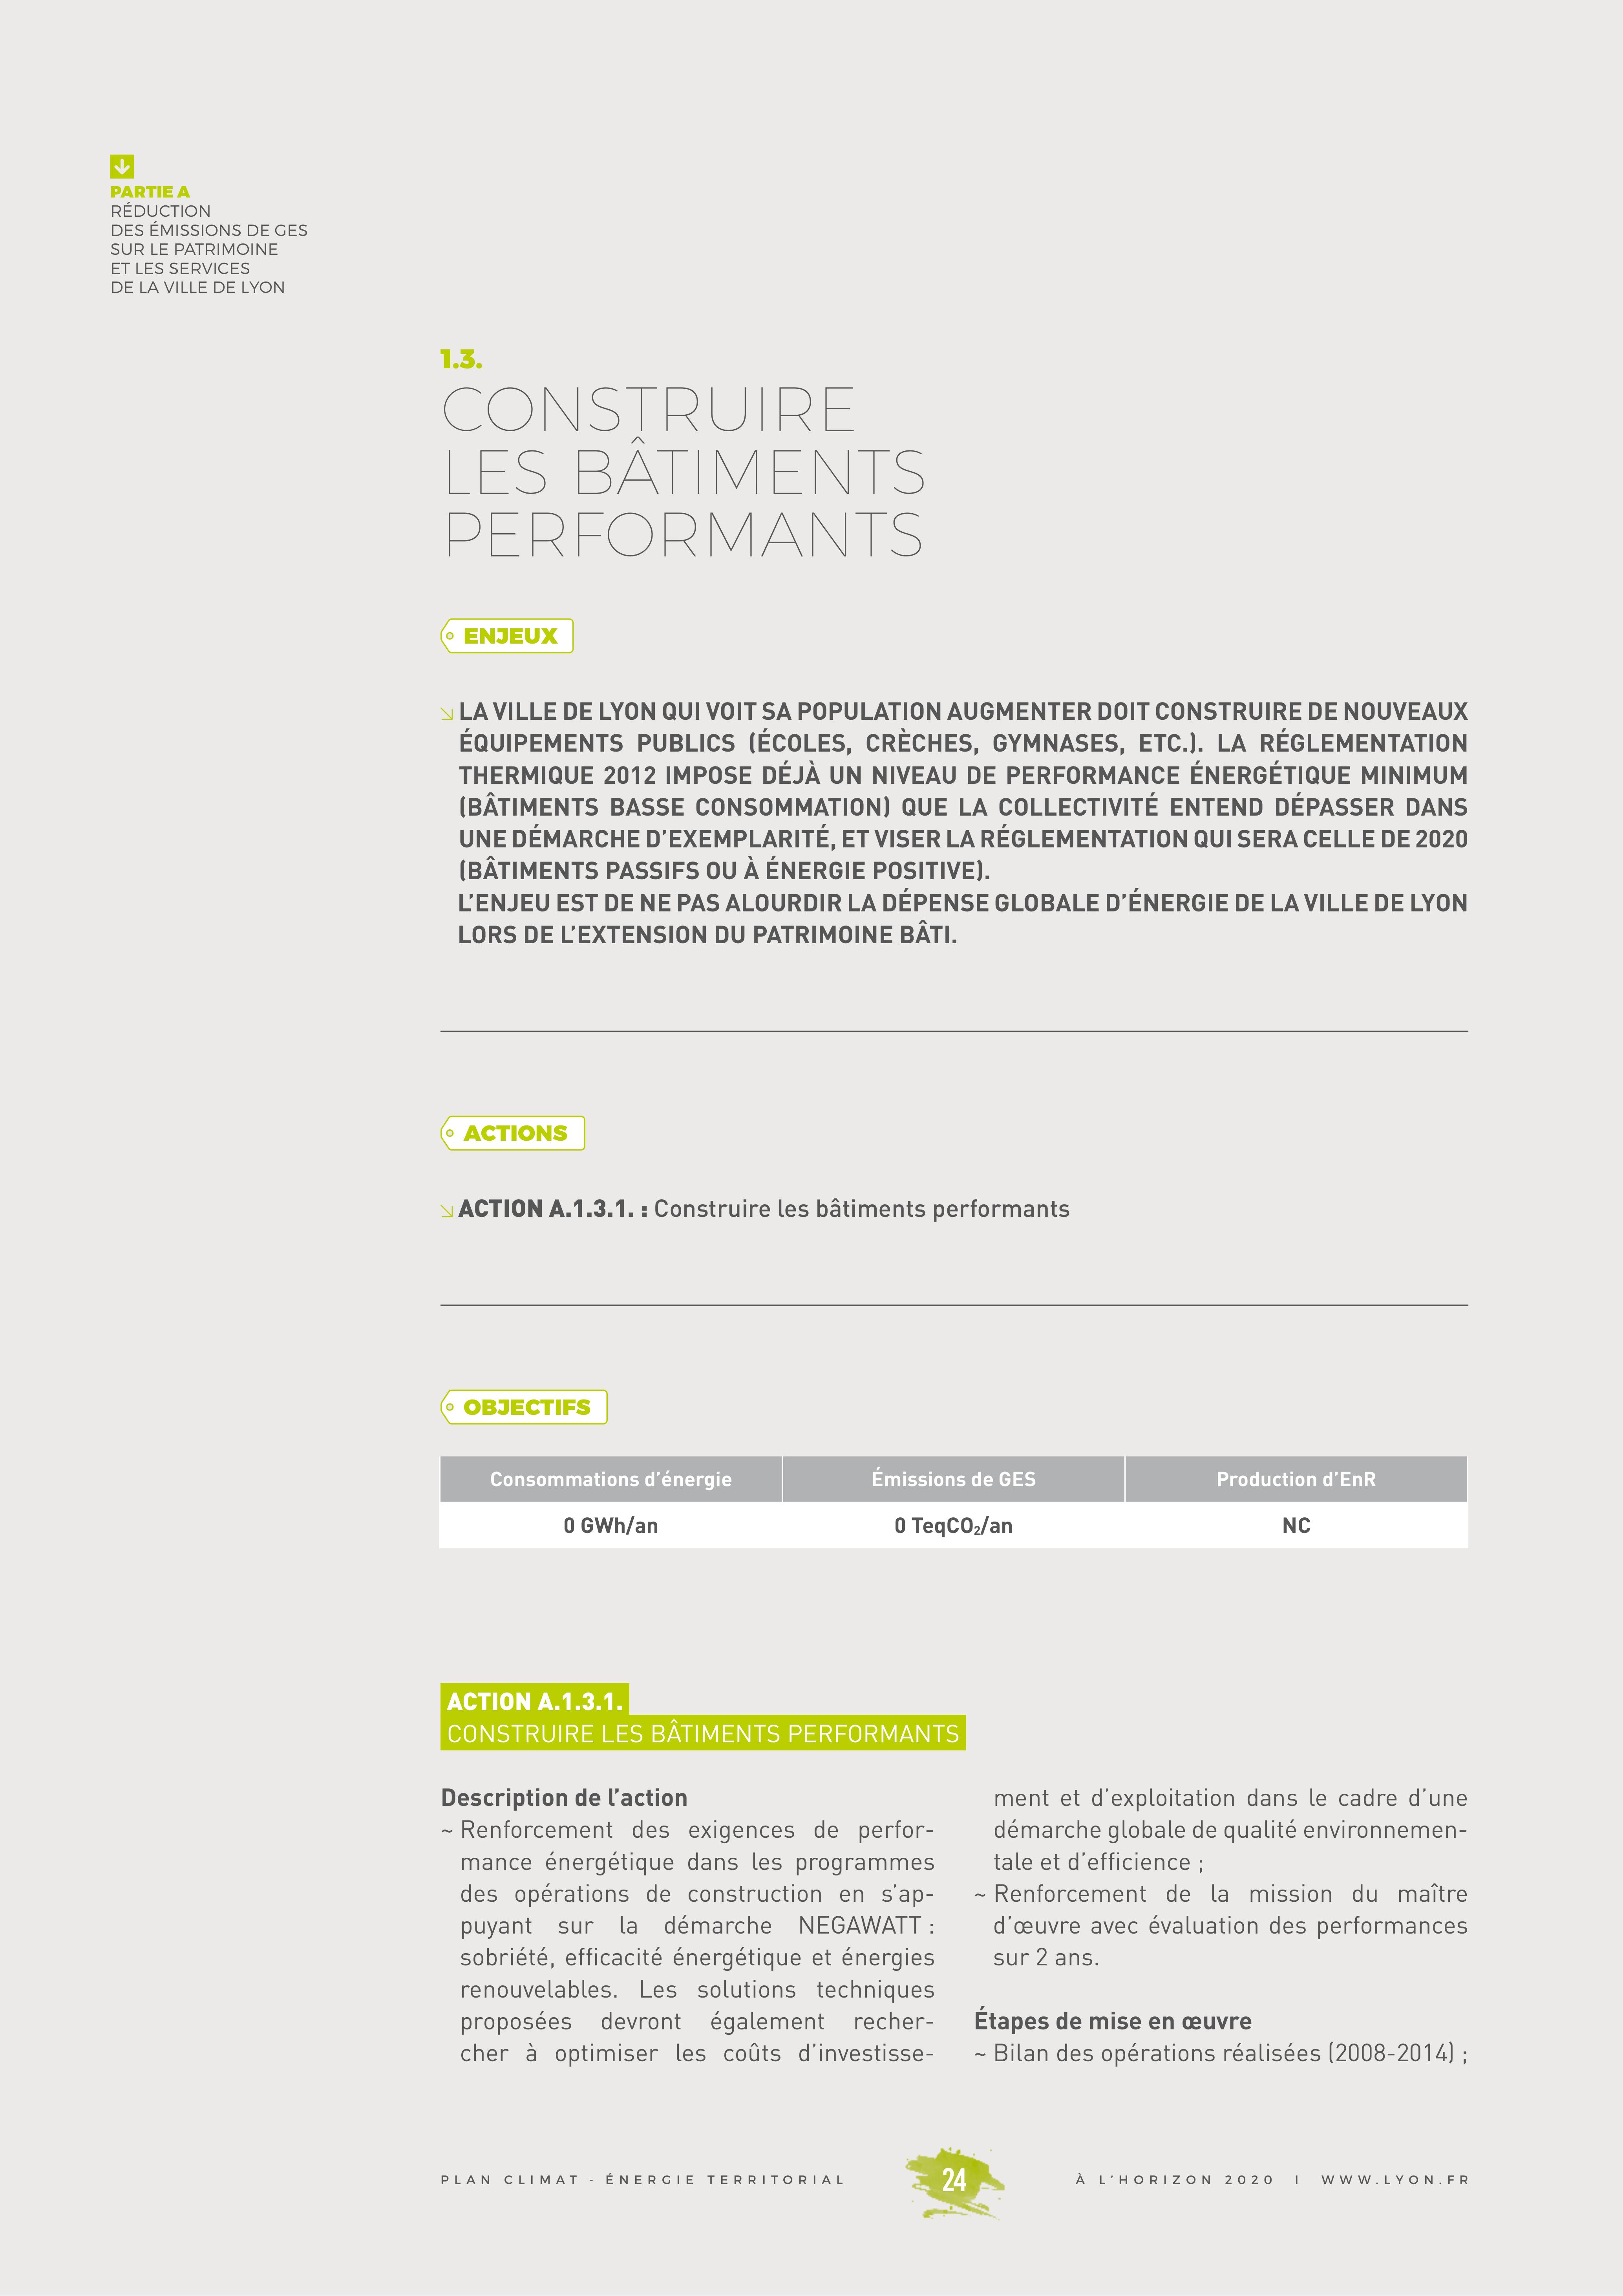 PARTIE A
RÉDUCTION
DES ÉMISSIONS DE GES
SUR LE PATRIMOINE
ET LES SERVICES
DE LA VILLE DE LYON
1.3.
CONSTRUIRE
LES BÂTIMENTS
PERFORMANTS
ENJEUX
LA VILLE DE LYON QUI VOIT SA POPULATION AUGMENTER DOIT CONSTRUIRE DE NOUVEAUX
ÉQUIPEMENTS PUBLICS (ÉCOLES, CRÈCHES, GYMNASES, ETC.). LA RÉGLEMENTATION
THERMIQUE 2012 IMPOSE DÉJÀ UN NIVEAU DE PERFORMANCE ÉNERGÉTIQUE MINIMUM
(BÂTIMENTS BASSE CONSOMMATION) QUE LA COLLECTIVITÉ ENTEND DÉPASSER DANS
UNE DÉMARCHE D'EXEMPLARITÉ, ET VISER LA RÉGLEMENTATION QUI SERA CELLE DE 2020
(BÂTIMENTS PASSIFS OU À ÉNERGIE POSITIVE).
L'ENJEU EST DE NE PAS ALOURDIR LA DÉPENSE GLOBALE D'ÉNERGIE DE LA VILLE DE LYON
LORS DE L'EXTENSION DU PATRIMOINE BÂTI.
ACTIONS
ACTION A.1.3.1. : Construire les bâtiments performants
OBJECTIFS
Consommations d'énergie Émissions de GES Production d'EnR
0 GWh/an 0 TeqCO₂/an NC
ACTION A.1.3.1.
CONSTRUIRE LES BÂTIMENTS PERFORMANTS
Description de l'action
~ Renforcement des exigences de perfor-
mance énergétique dans les programmes
des opérations de construction en s'ap-
puyant sur la démarche NEGAWATT :
sobriété, efficacité énergétique et énergies
renouvelables. Les solutions techniques
proposées devront également recher-
cher à optimiser les coûts d'investisse-
ment et d'exploitation dans le cadre d'une
démarche globale de qualité environnemen-
tale et d'efficience ;
~ Renforcement de la mission du maître
d'œuvre avec évaluation des performances
sur 2 ans.
Étapes de mise en œuvre
~ Bilan des opérations réalisées (2008-2014) ;
PLAN CLIMAT - ÉNERGIE TERRITORIAL 24 À L'HORIZON 2020 I WWW.LYON.FR